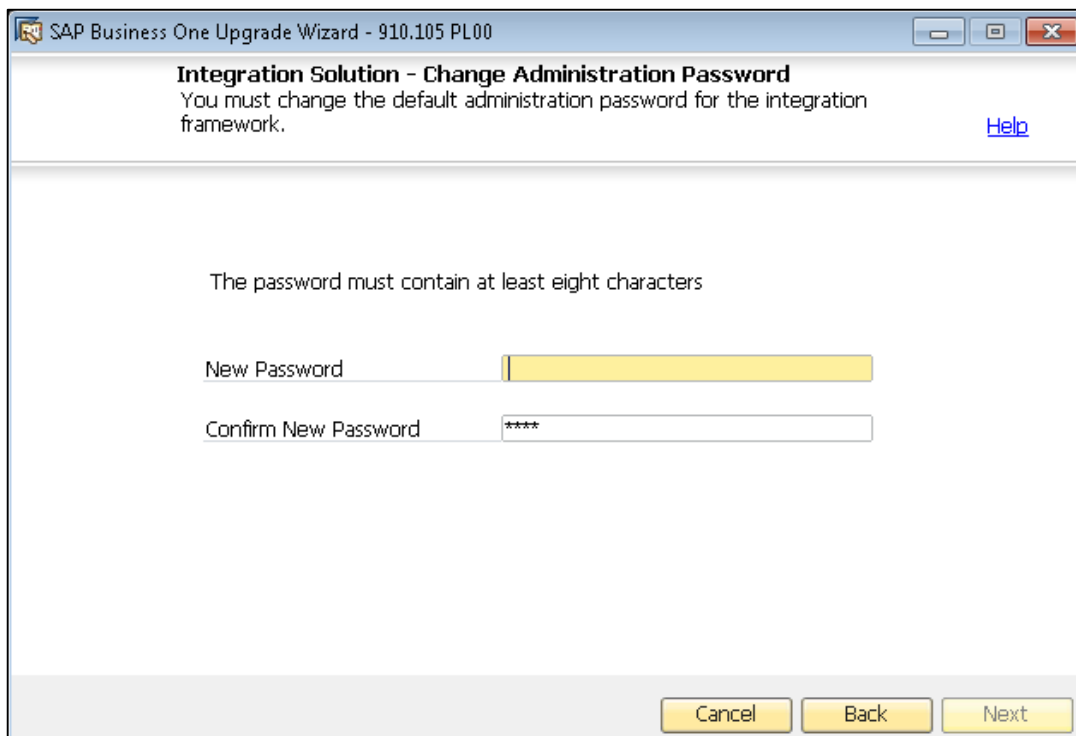 SAP Business One Upgrade Wizard - 910.105 PL00
Integration Solution - Change Administration Password
You must change the default administration password for the integration
framework.
Help
The password must contain at least eight characters
New Password
Confirm New Password ****
Cancel Back Next